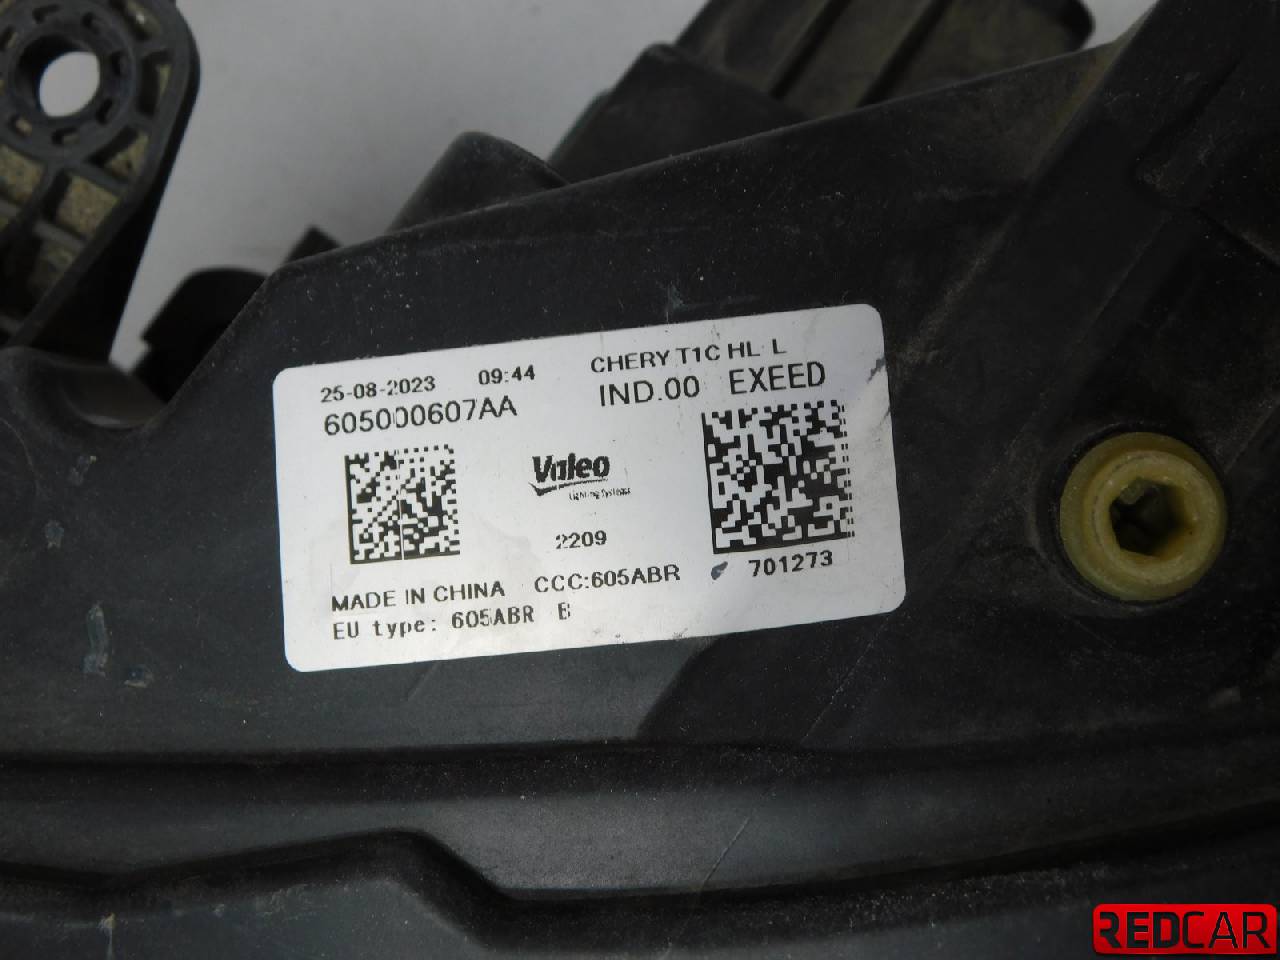 25-08-2023 09:44 CHERY T1C HL L
605000607AA IND.00 EXEED
Valeo
Lighting Systems
2209
701273
MADE IN CHINA CCC:605ABR
EU type: 605ABR B
REDCAR